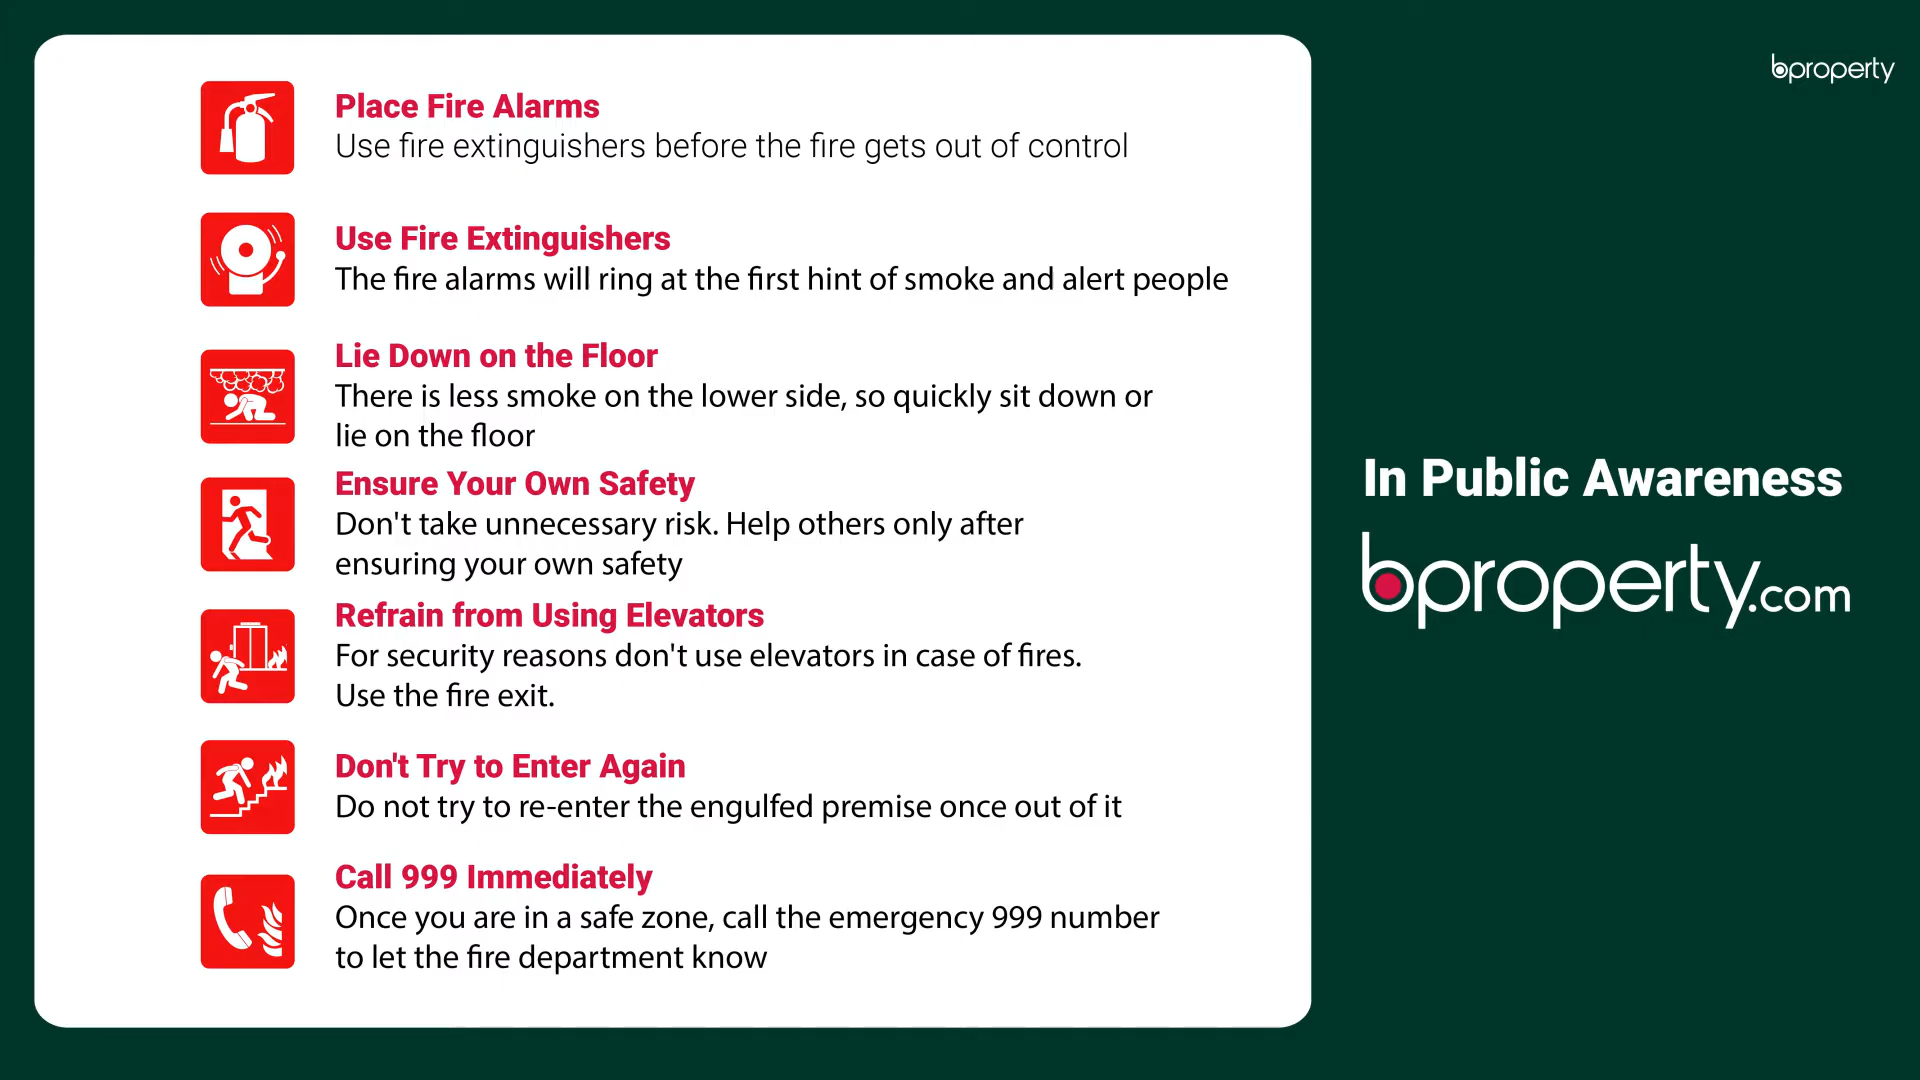 bproperty
Place Fire Alarms
Use fire extinguishers before the fire gets out of control
Use Fire Extinguishers
The fire alarms will ring at the first hint of smoke and alert people
Lie Down on the Floor
There is less smoke on the lower side, so quickly sit down or
lie on the floor
Ensure Your Own Safety
Don't take unnecessary risk. Help others only after
ensuring your own safety
Refrain from Using Elevators
For security reasons don't use elevators in case of fires.
Use the fire exit.
Don't Try to Enter Again
Do not try to re-enter the engulfed premise once out of it
Call 999 Immediately
Once you are in a safe zone, call the emergency 999 number
to let the fire department know
In Public Awareness
bproperty.com